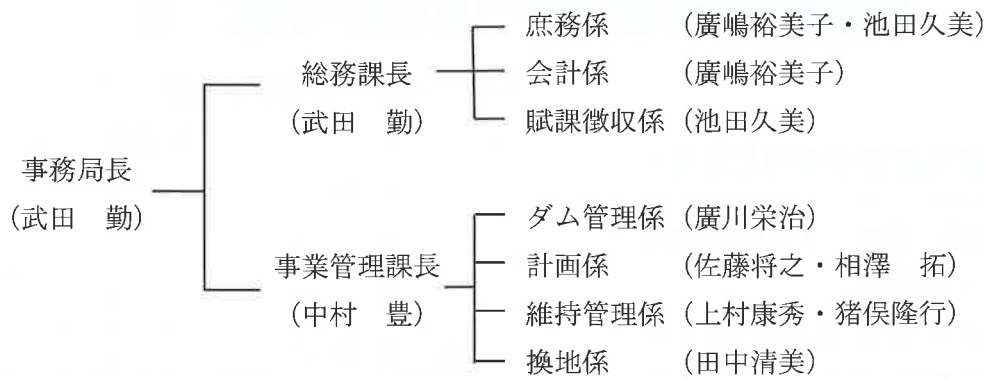 庶務係 (廣嶋裕美子・池田久美)
総務課長 会計係 (廣嶋裕美子)
(武田 勤) 賦課徴収係 (池田久美)
事務局長
(武田 勤)
ダム管理係 (廣川栄治)
事業管理課長 計画係 (佐藤将之・相澤 拓)
(中村 豊) 維持管理係 (上村康秀・猪俣隆行)
換地係 (田中清美)